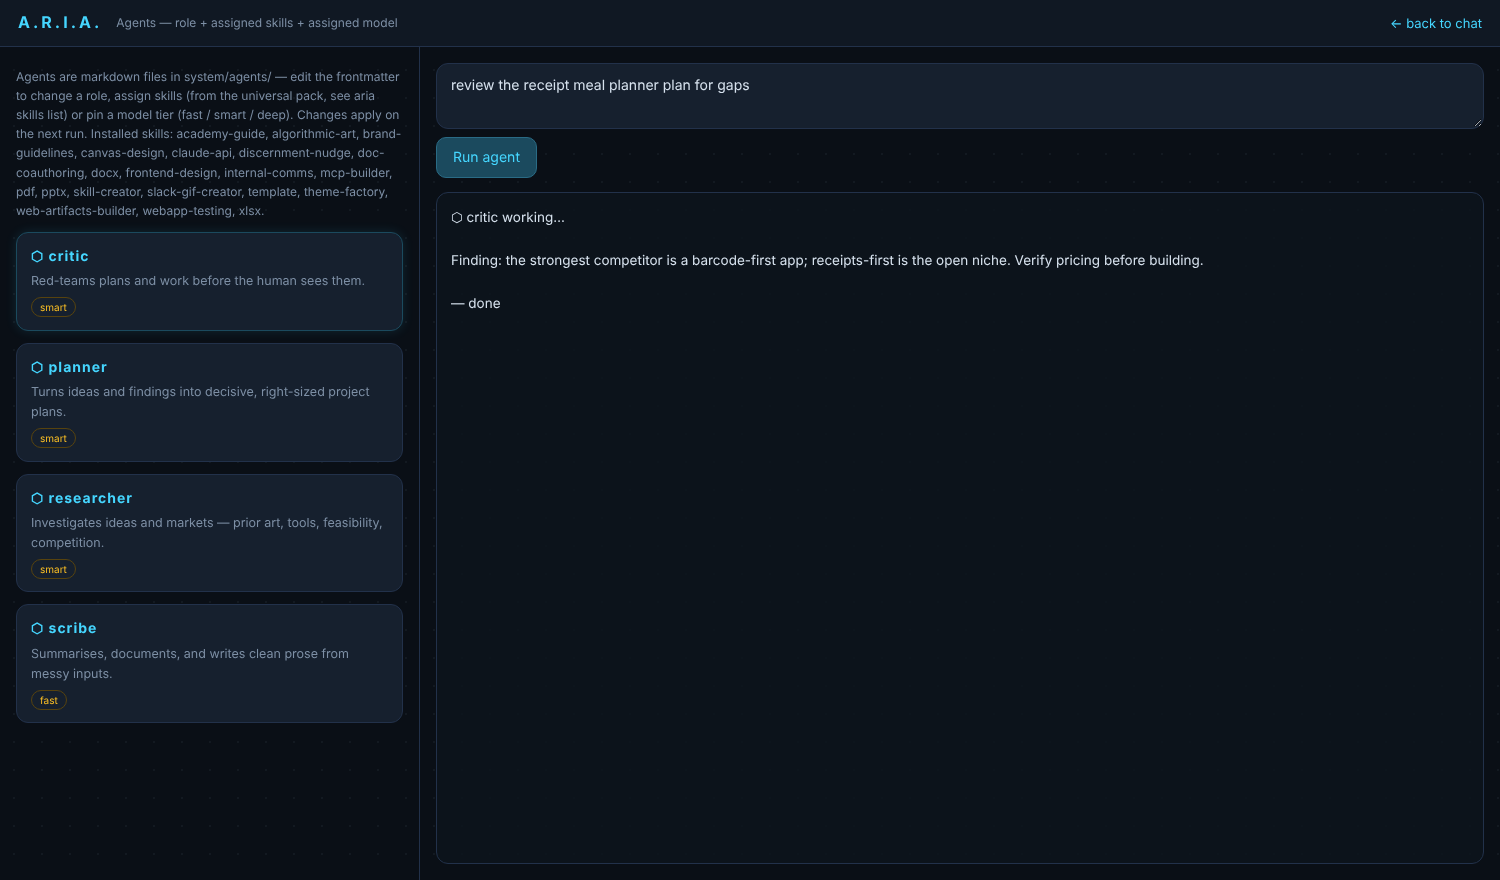 A.R.I.A.
Agents — role + assigned skills + assigned model
← back to chat
Agents are markdown files in system/agents/ — edit the frontmatter
to change a role, assign skills (from the universal pack, see aria
skills list) or pin a model tier (fast / smart / deep). Changes apply on
the next run. Installed skills: academy-guide, algorithmic-art, brand-
guidelines, canvas-design, claude-api, discernment-nudge, doc-
coauthoring, docx, frontend-design, internal-comms, mcp-builder,
pdf, pptx, skill-creator, slack-gif-creator, template, theme-factory,
web-artifacts-builder, webapp-testing, xlsx.
⬡ critic
Red-teams plans and work before the human sees them.
smart
⬡ planner
Turns ideas and findings into decisive, right-sized project
plans.
smart
⬡ researcher
Investigates ideas and markets — prior art, tools, feasibility,
competition.
smart
⬡ scribe
Summarises, documents, and writes clean prose from
messy inputs.
fast
review the receipt meal planner plan for gaps
Run agent
⬡ critic working...
Finding: the strongest competitor is a barcode-first app; receipts-first is the open niche. Verify pricing before building.
— done